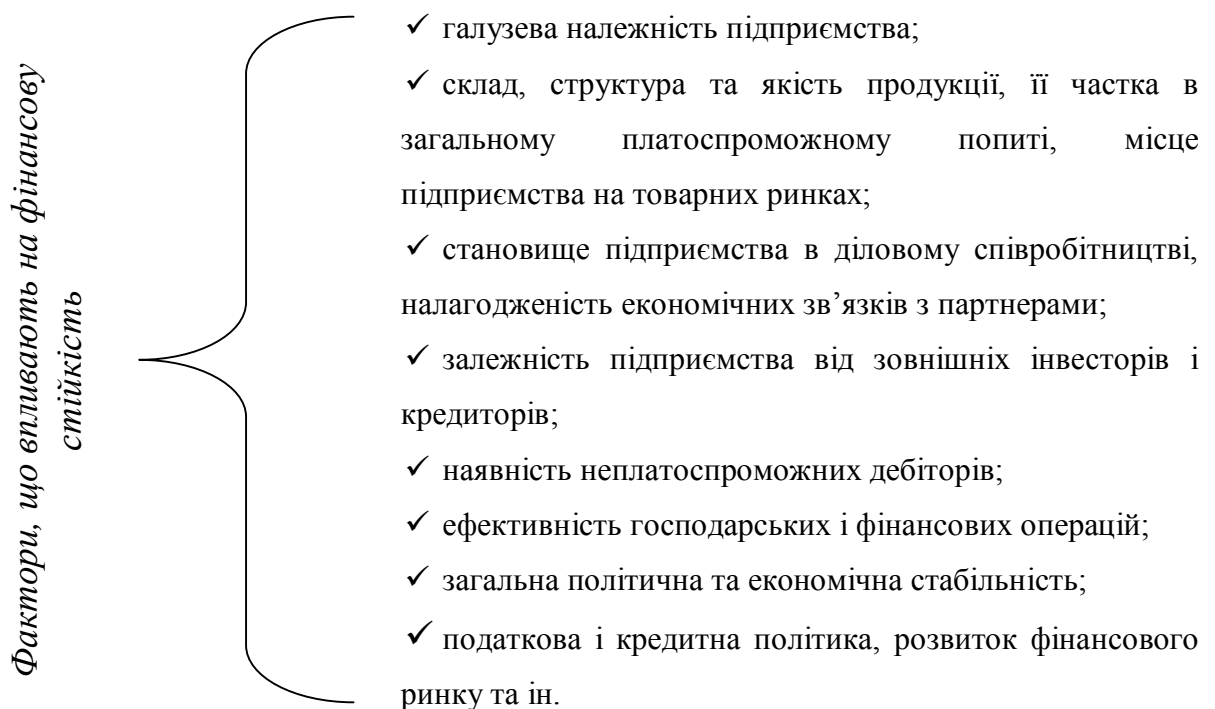 Фактори, що впливають на фінансову
стійкість
✓ галузева належність підприємства;
✓ склад, структура та якість продукції, її частка в
загальному платоспроможному попиті, місце
підприємства на товарних ринках;
✓ становище підприємства в діловому співробітництві,
налагодженість економічних зв’язків з партнерами;
✓ залежність підприємства від зовнішніх інвесторів і
кредиторів;
✓ наявність неплатоспроможних дебіторів;
✓ ефективність господарських і фінансових операцій;
✓ загальна політична та економічна стабільність;
✓ податкова і кредитна політика, розвиток фінансового
ринку та ін.